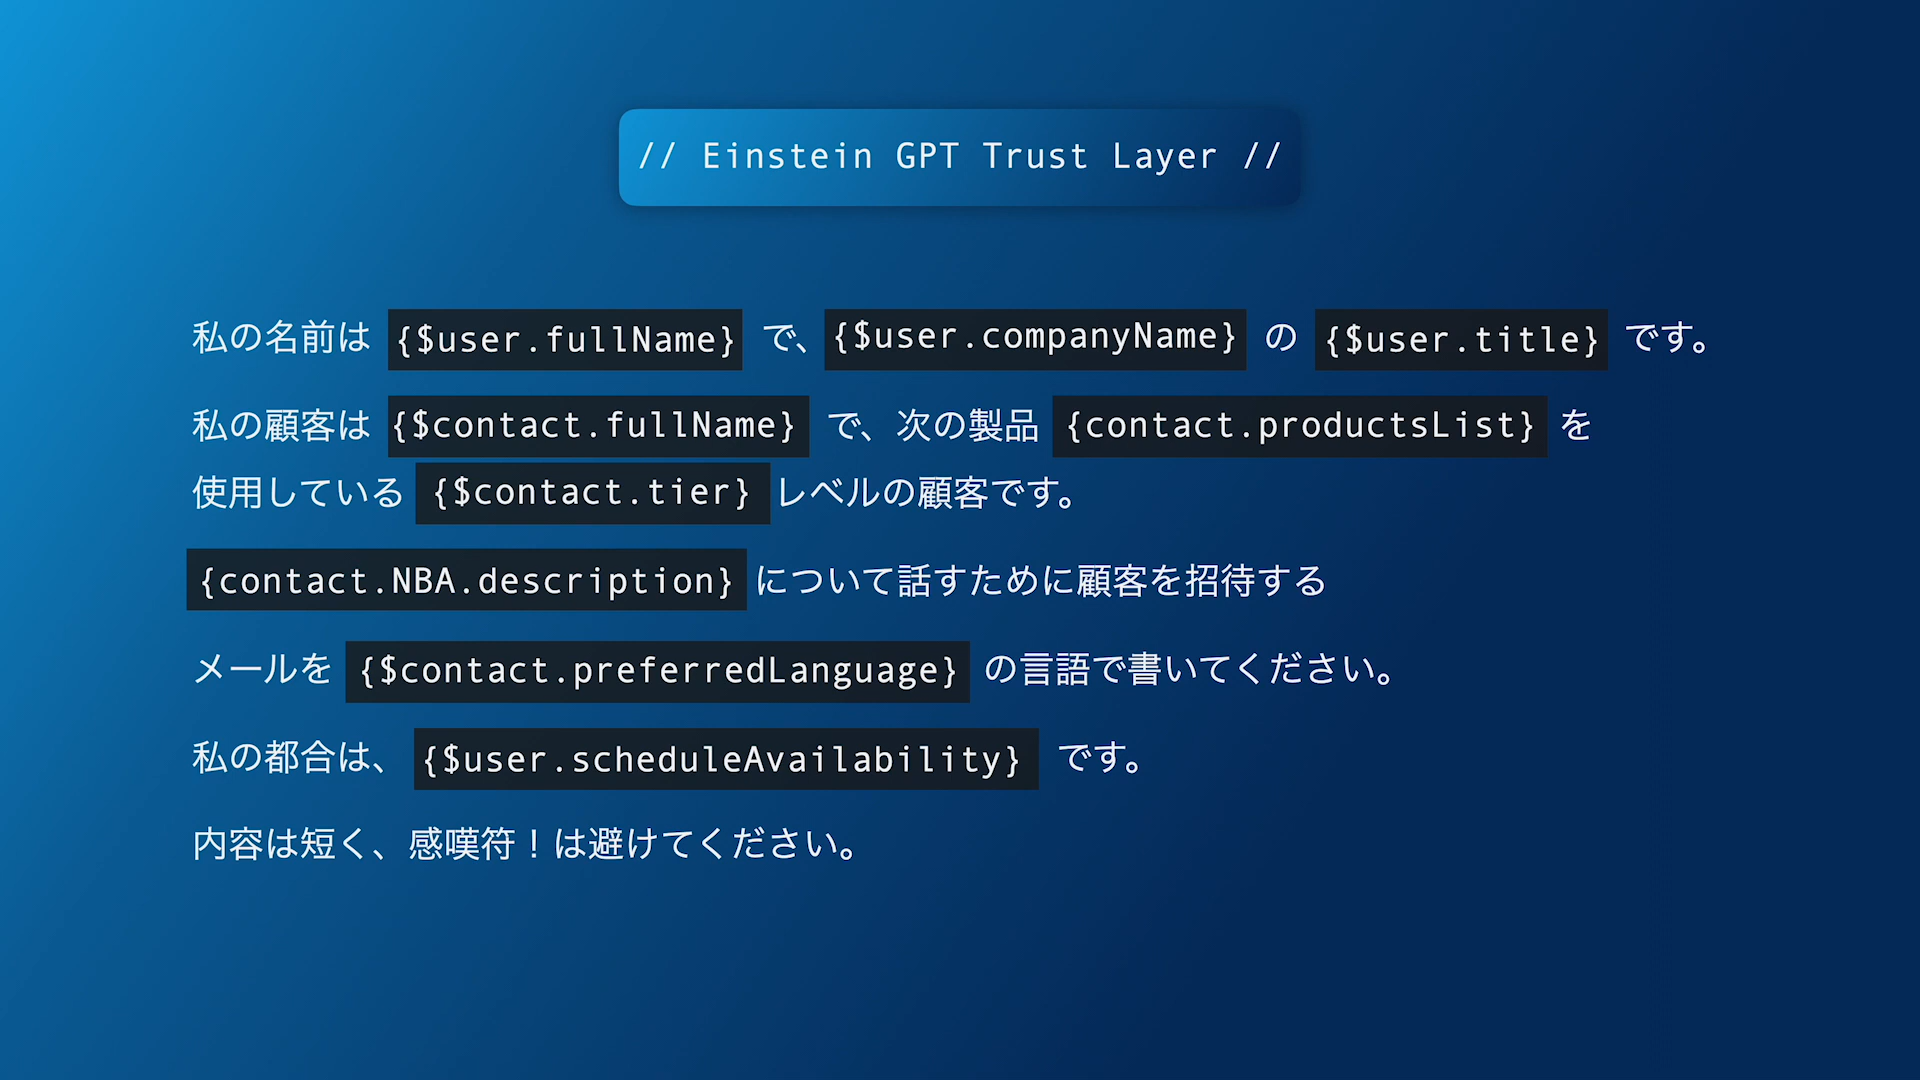 // Einstein GPT Trust Layer //
私の名前は {$user.fullName} で、{$user.companyName} の {$user.title} です。
私の顧客は {$contact.fullName} で、次の製品 {contact.productsList} を
使用している {$contact.tier} レベルの顧客です。
{contact.NBA.description} について話すために顧客を招待する
メールを {$contact.preferredLanguage} の言語で書いてください。
私の都合は、 {$user.scheduleAvailability} です。
内容は短く、感嘆符！は避けてください。